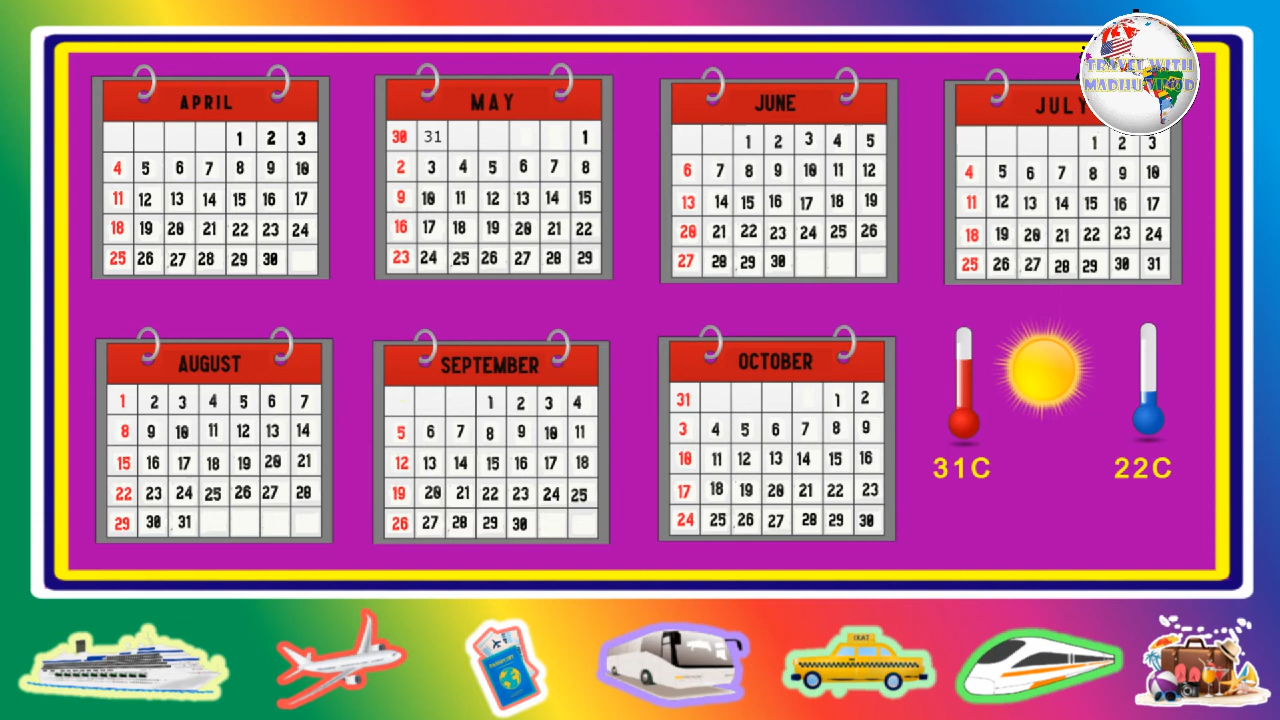 APRIL
1 2 3
4 5 6 7 8 9 10
11 12 13 14 15 16 17
18 19 20 21 22 23 24
25 26 27 28 29 30
MAY
30 31 1
2 3 4 5 6 7 8
9 10 11 12 13 14 15
16 17 18 19 20 21 22
23 24 25 26 27 28 29
JUNE
1 2 3 4 5
6 7 8 9 10 11 12
13 14 15 16 17 18 19
20 21 22 23 24 25 26
27 28 29 30
JULY
1 2 3
4 5 6 7 8 9 10
11 12 13 14 15 16 17
18 19 20 21 22 23 24
25 26 27 28 29 30 31
TRAVEL WITH
MADHU VINOD
AUGUST
1 2 3 4 5 6 7
8 9 10 11 12 13 14
15 16 17 18 19 20 21
22 23 24 25 26 27 28
29 30 31
SEPTEMBER
1 2 3 4
5 6 7 8 9 10 11
12 13 14 15 16 17 18
19 20 21 22 23 24 25
26 27 28 29 30
OCTOBER
31 1 2
3 4 5 6 7 8 9
10 11 12 13 14 15 16
17 18 19 20 21 22 23
24 25 26 27 28 29 30
31C
22C
PASSPORT
TAXI